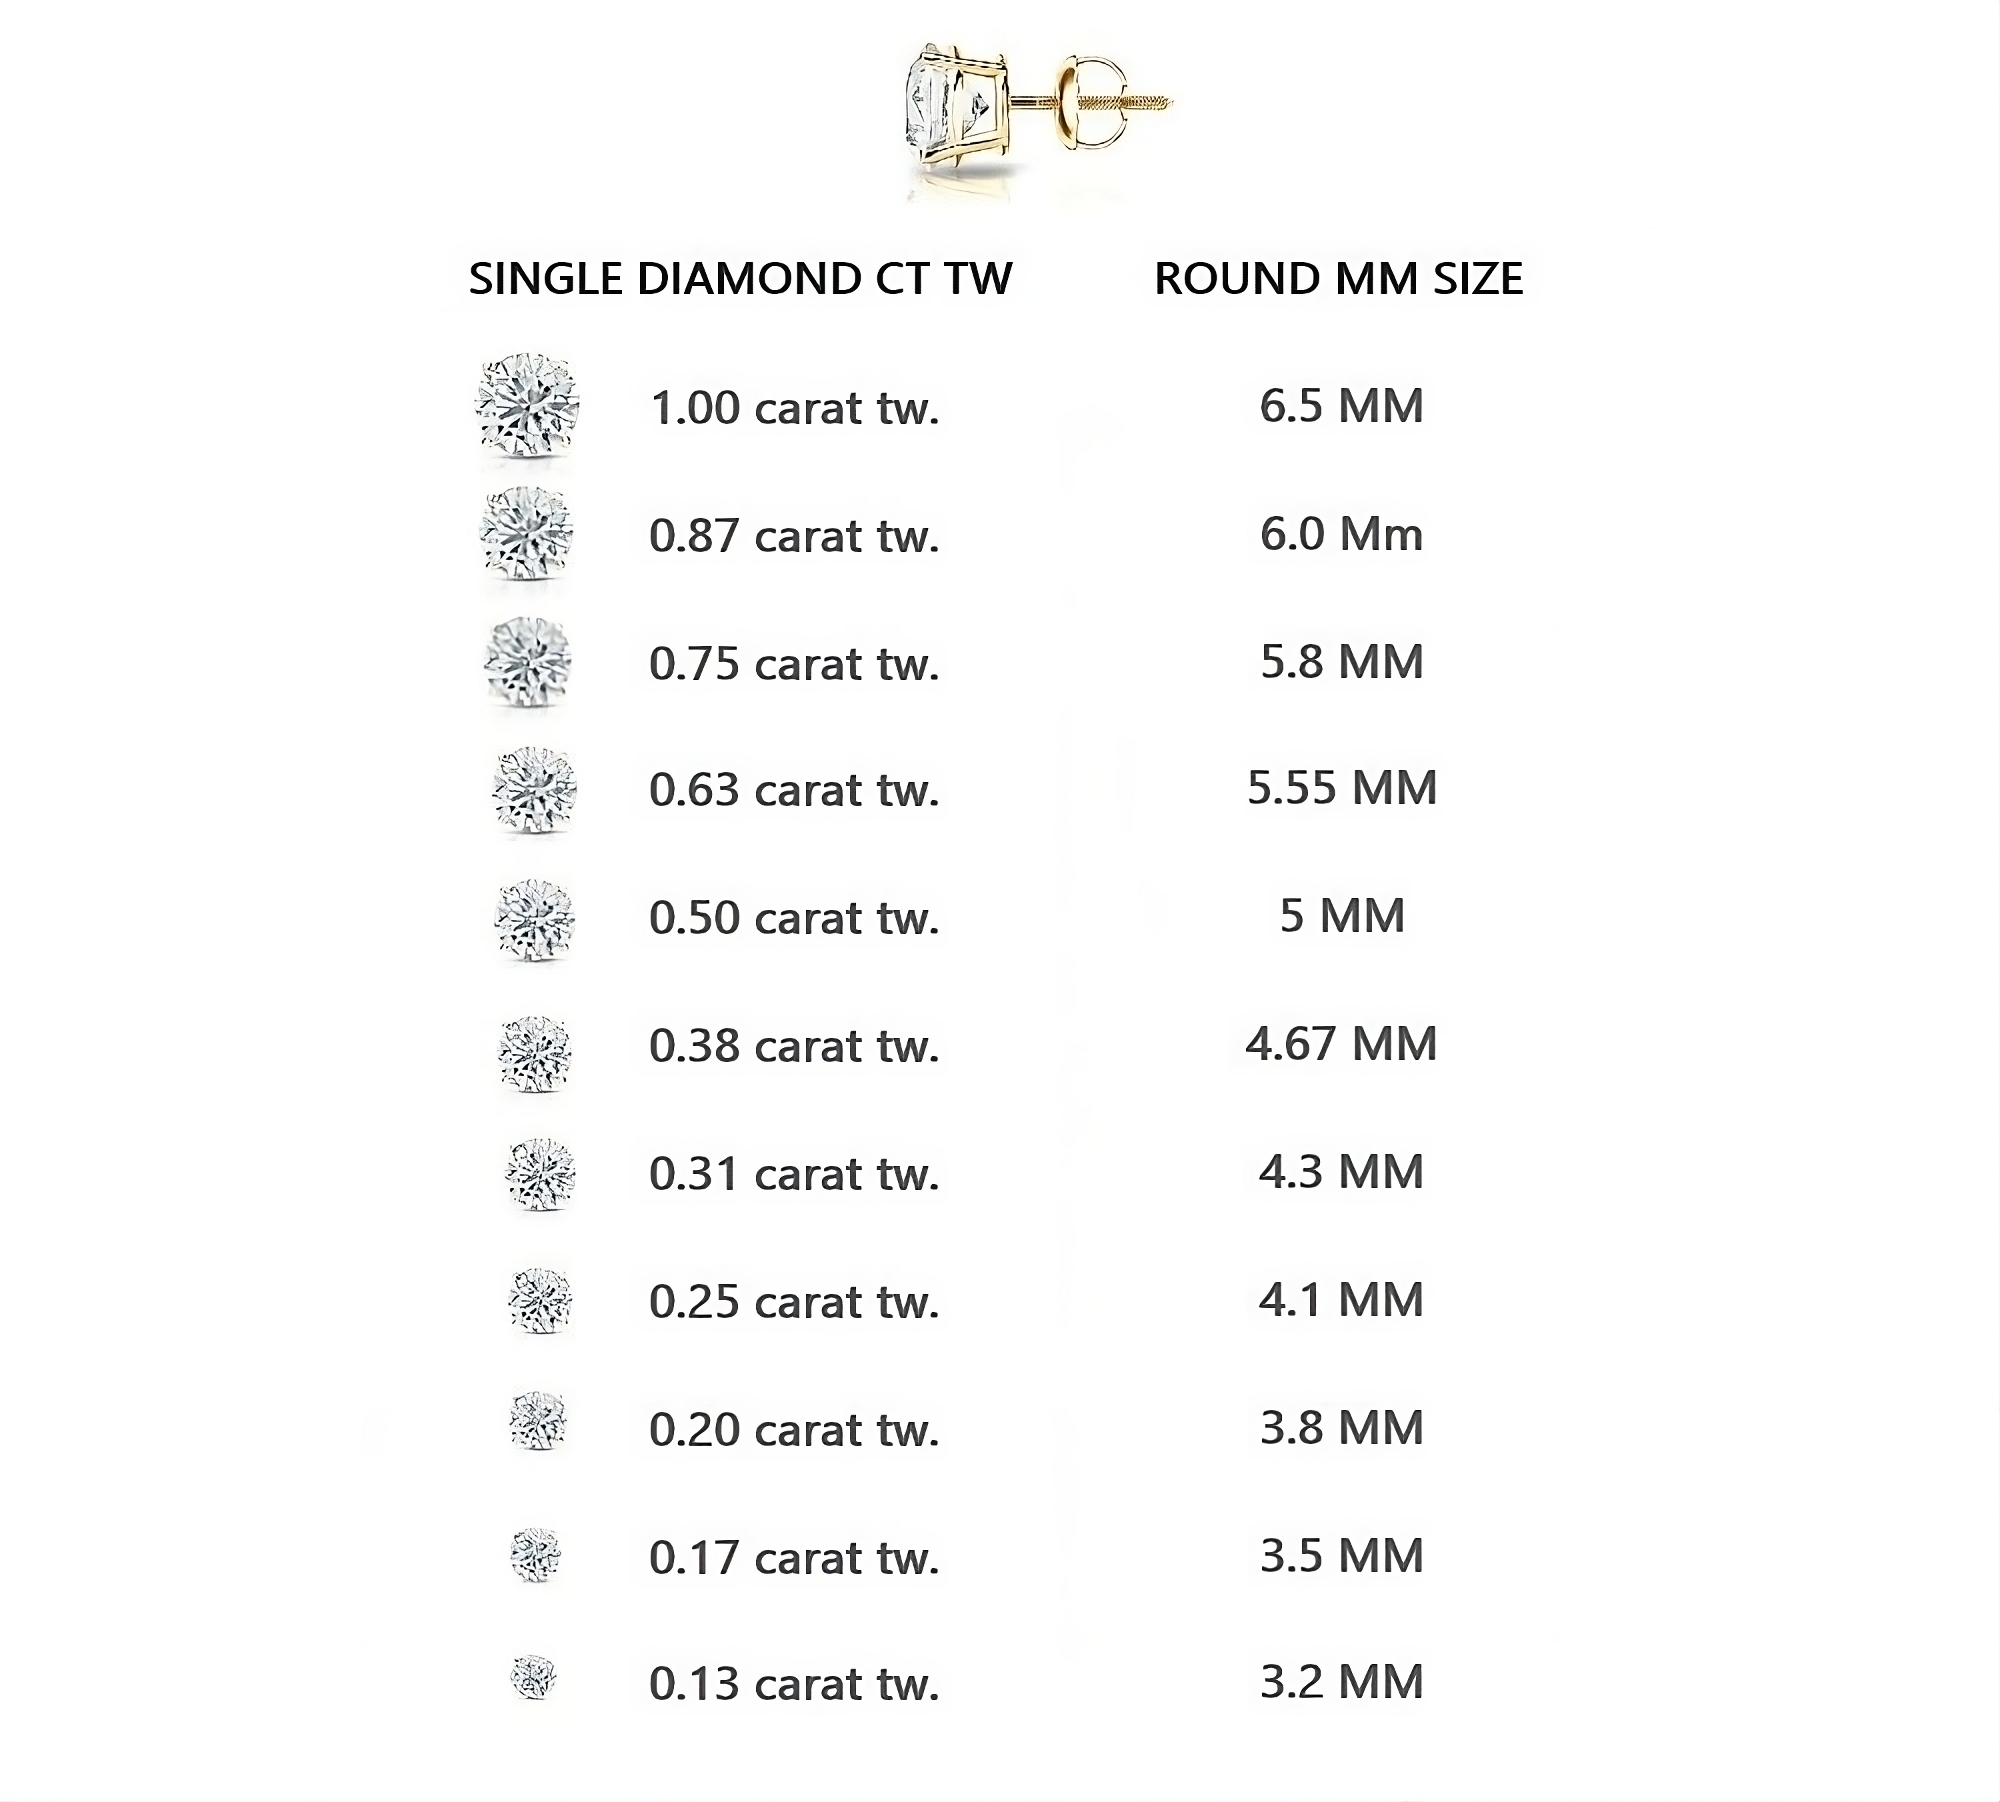 SINGLE DIAMOND CT TW ROUND MM SIZE
1.00 carat tw. 6.5 MM
0.87 carat tw. 6.0 Mm
0.75 carat tw. 5.8 MM
0.63 carat tw. 5.55 MM
0.50 carat tw. 5 MM
0.38 carat tw. 4.67 MM
0.31 carat tw. 4.3 MM
0.25 carat tw. 4.1 MM
0.20 carat tw. 3.8 MM
0.17 carat tw. 3.5 MM
0.13 carat tw. 3.2 MM